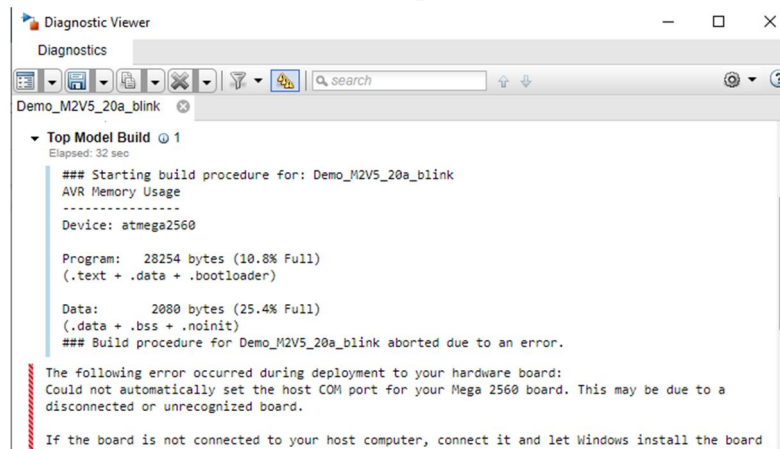 Diagnostic Viewer
Diagnostics
search
Demo_M2V5_20a_blink
Top Model Build 1
Elapsed: 32 sec
### Starting build procedure for: Demo_M2V5_20a_blink
AVR Memory Usage
----------------
Device: atmega2560
Program: 28254 bytes (10.8% Full)
(.text + .data + .bootloader)
Data: 2080 bytes (25.4% Full)
(.data + .bss + .noinit)
### Build procedure for Demo_M2V5_20a_blink aborted due to an error.
The following error occurred during deployment to your hardware board:
Could not automatically set the host COM port for your Mega 2560 board. This may be due to a
disconnected or unrecognized board.
If the board is not connected to your host computer, connect it and let Windows install the board